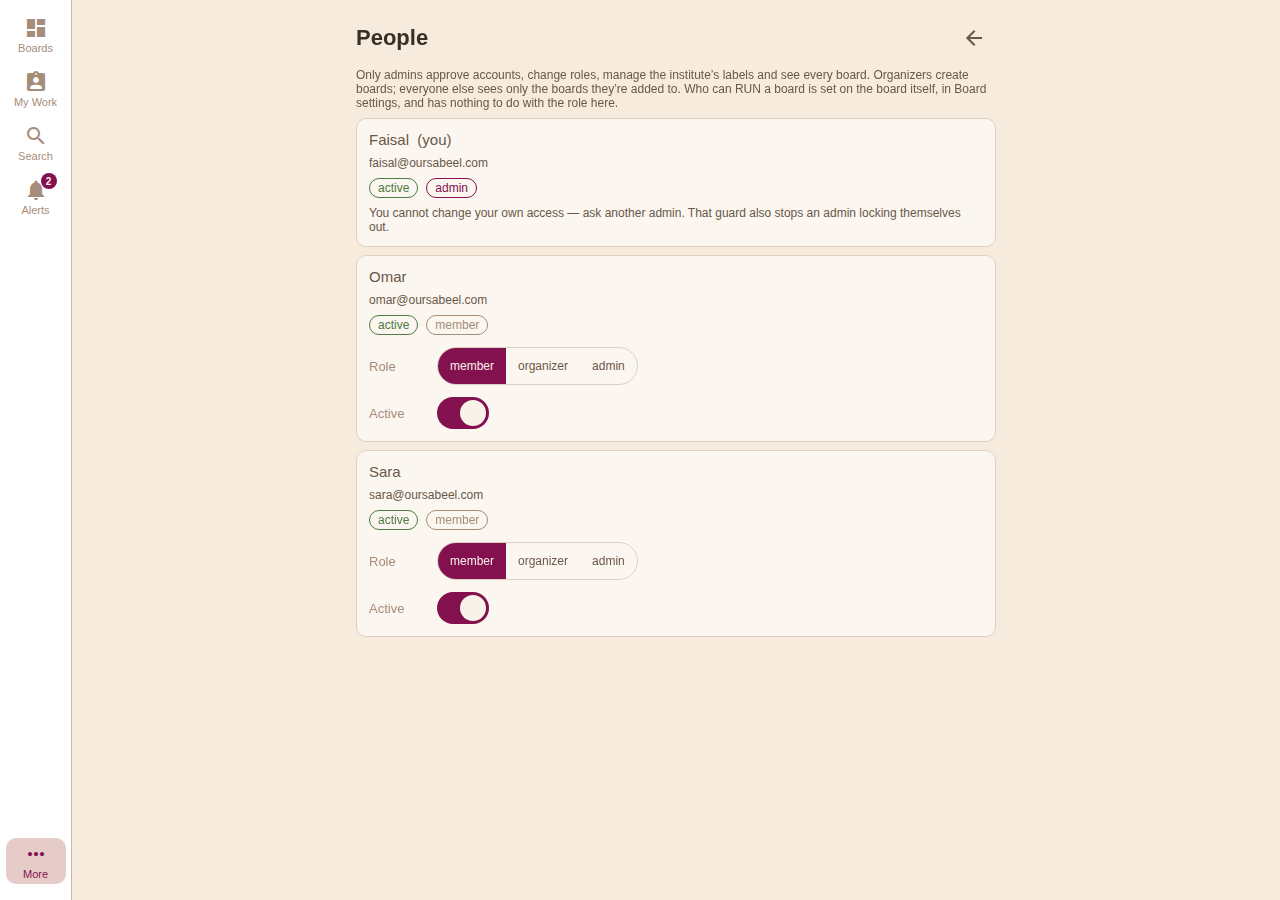 Boards
My Work
Search
2
Alerts
More
People
Only admins approve accounts, change roles, manage the institute's labels and see every board. Organizers create
boards; everyone else sees only the boards they're added to. Who can RUN a board is set on the board itself, in Board
settings, and has nothing to do with the role here.
Faisal (you)
faisal@oursabeel.com
active admin
You cannot change your own access — ask another admin. That guard also stops an admin locking themselves
out.
Omar
omar@oursabeel.com
active member
Role member organizer admin
Active
Sara
sara@oursabeel.com
active member
Role member organizer admin
Active